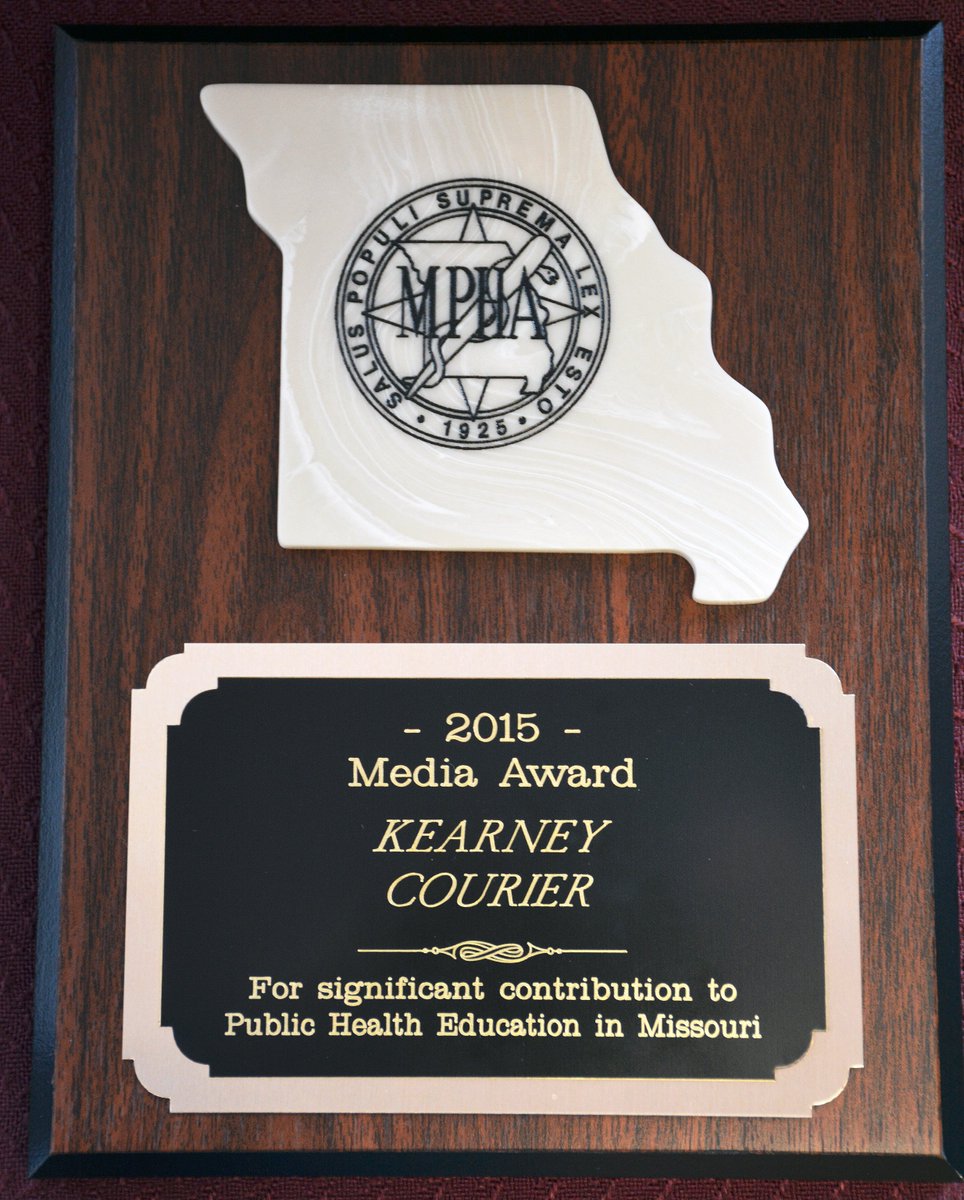 SALUS POPULI SUPREMA LEX ESTO
MPHA
• 1925 •
- 2015 -
Media Award
KEARNEY
COURIER
For significant contribution to
Public Health Education in Missouri